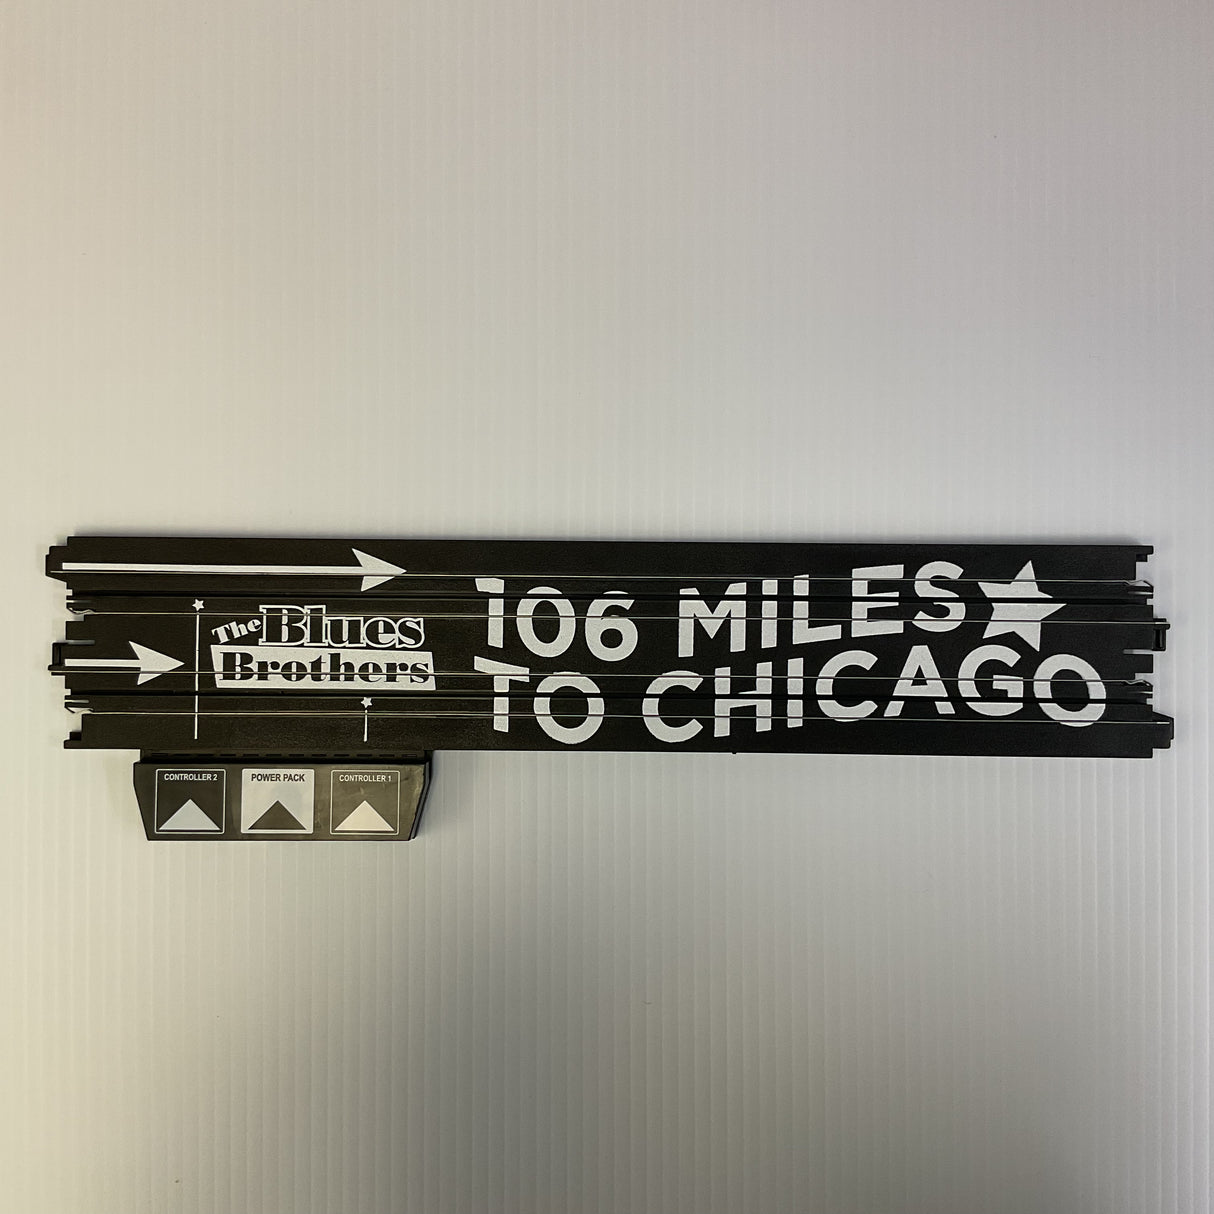 The Blues
Brothers
106 MILES
TO CHICAGO
CONTROLLER 2
POWER PACK
CONTROLLER 1